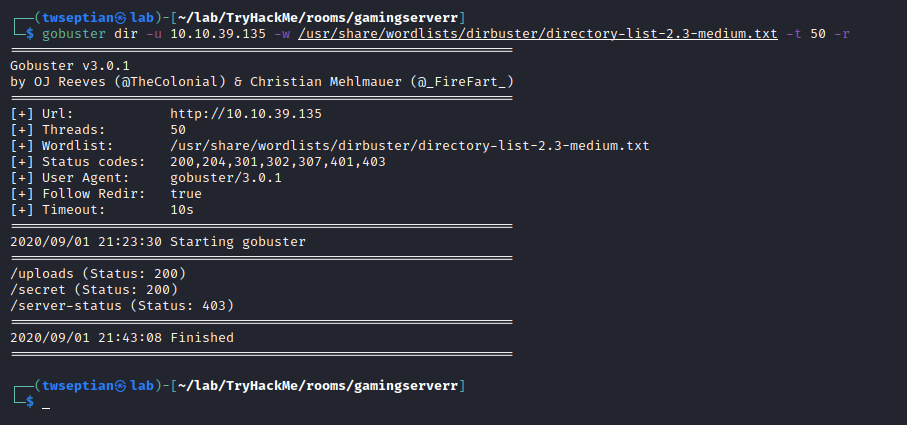 ┌──(twseptian㉿lab)-[~/lab/TryHackMe/rooms/gamingserverr]
└─$ gobuster dir -u 10.10.39.135 -w /usr/share/wordlists/dirbuster/directory-list-2.3-medium.txt -t 50 -r
===============================================================
Gobuster v3.0.1
by OJ Reeves (@TheColonial) & Christian Mehlmauer (@_FireFart_)
===============================================================
[+] Url:            http://10.10.39.135
[+] Threads:        50
[+] Wordlist:       /usr/share/wordlists/dirbuster/directory-list-2.3-medium.txt
[+] Status codes:   200,204,301,302,307,401,403
[+] User Agent:     gobuster/3.0.1
[+] Follow Redir:   true
[+] Timeout:        10s
===============================================================
2020/09/01 21:23:30 Starting gobuster
===============================================================
/uploads (Status: 200)
/secret (Status: 200)
/server-status (Status: 403)
===============================================================
2020/09/01 21:43:08 Finished
===============================================================
┌──(twseptian㉿lab)-[~/lab/TryHackMe/rooms/gamingserverr]
└─$ _